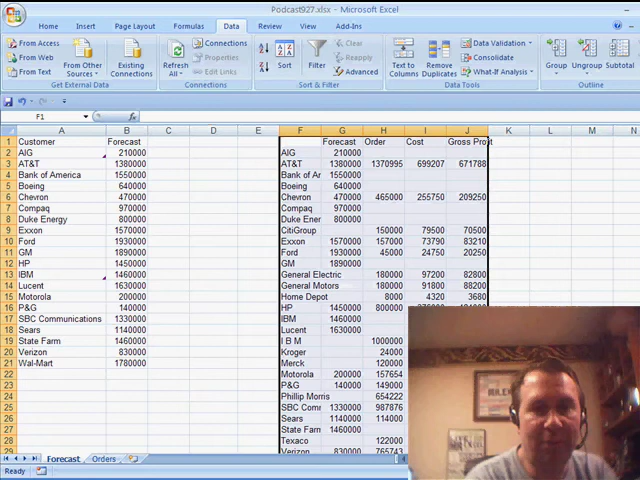 Podcast927.xlsx - Microsoft Excel
Home Insert Page Layout Formulas Data Review View Add-Ins
From Access
From Web
From Text
From Other Sources
Existing Connections
Get External Data
Refresh All
Connections
Properties
Edit Links
Connections
Sort
Filter
Clear
Reapply
Advanced
Sort & Filter
Text to Columns
Remove Duplicates
Data Validation
Consolidate
What-If Analysis
Data Tools
Group
Ungroup
Subtotal
Outline
F1 fx
A B C D E F G H I J K L M N
1 Customer Forecast Forecast Order Cost Gross Profit
2 AIG 210000 AIG 210000
3 AT&T 1380000 AT&T 1380000 1370995 699207 671788
4 Bank of America 1550000 Bank of Ar 1550000
5 Boeing 640000 Boeing 640000
6 Chevron 470000 Chevron 470000 465000 255750 209250
7 Compaq 970000 Compaq 970000
8 Duke Energy 800000 Duke Ener 800000
9 Exxon 1570000 CitiGroup 150000 79500 70500
10 Ford 1930000 Exxon 1570000 157000 73790 83210
11 GM 1890000 Ford 1930000 45000 24750 20250
12 HP 1450000 GM 1890000
13 IBM 1460000 General Electric 180000 97200 82800
14 Lucent 1630000 General Motors 180000 91800 88200
15 Motorola 200000 Home Depot 8000 4320 3680
16 P&G 140000 HP 1450000 800000
17 SBC Communications 1330000 IBM 1460000
18 Sears 1140000 Lucent 1630000
19 State Farm 1460000 I B M 1000000
20 Verizon 830000 Kroger 24000
21 Wal-Mart 1780000 Merck 120000
22 Motorola 200000 157654
23 P&G 140000 149000
24 Phillip Morris 654222
25 SBC Comr 1330000 987876
26 Sears 1140000 114000
27 State Farm 1460000
28 Texaco 122000
29 Verizon 830000 765743
Forecast Orders
Ready